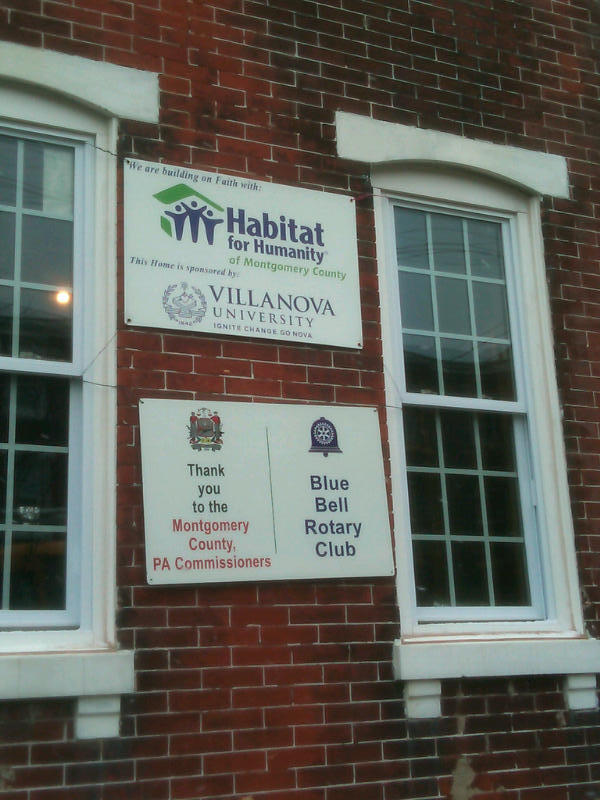 We are building on Faith with:
Habitat
for Humanity
of Montgomery County
This Home is sponsored by:
VILLANOVA
UNIVERSITY
1842
IGNITE CHANGE. GO NOVA.
Thank
you
to the
Montgomery
County,
PA Commissioners
Blue
Bell
Rotary
Club